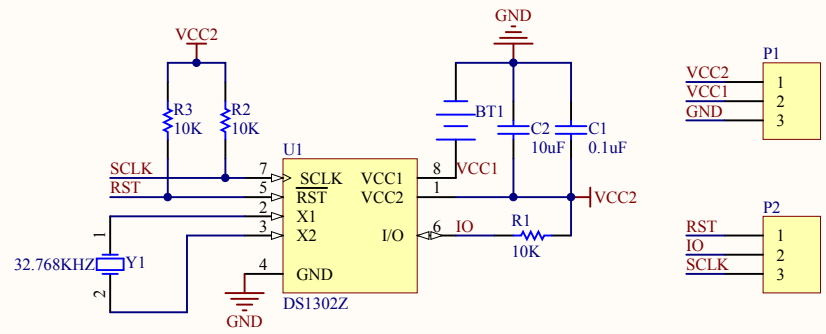 GND
VCC2
P1
VCC2 1
VCC1 2
GND 3
R3 R2
10K 10K
BT1
C2 C1
10uF 0.1uF
U1
SCLK 7 SCLK VCC1 8 VCC1
RST 5 RST VCC2 1 VCC2
2 X1
3 X2 I/O 6 IO R1
10K
1
32.768KHZ Y1
2
4 GND
GND
DS1302Z
P2
RST 1
IO 2
SCLK 3